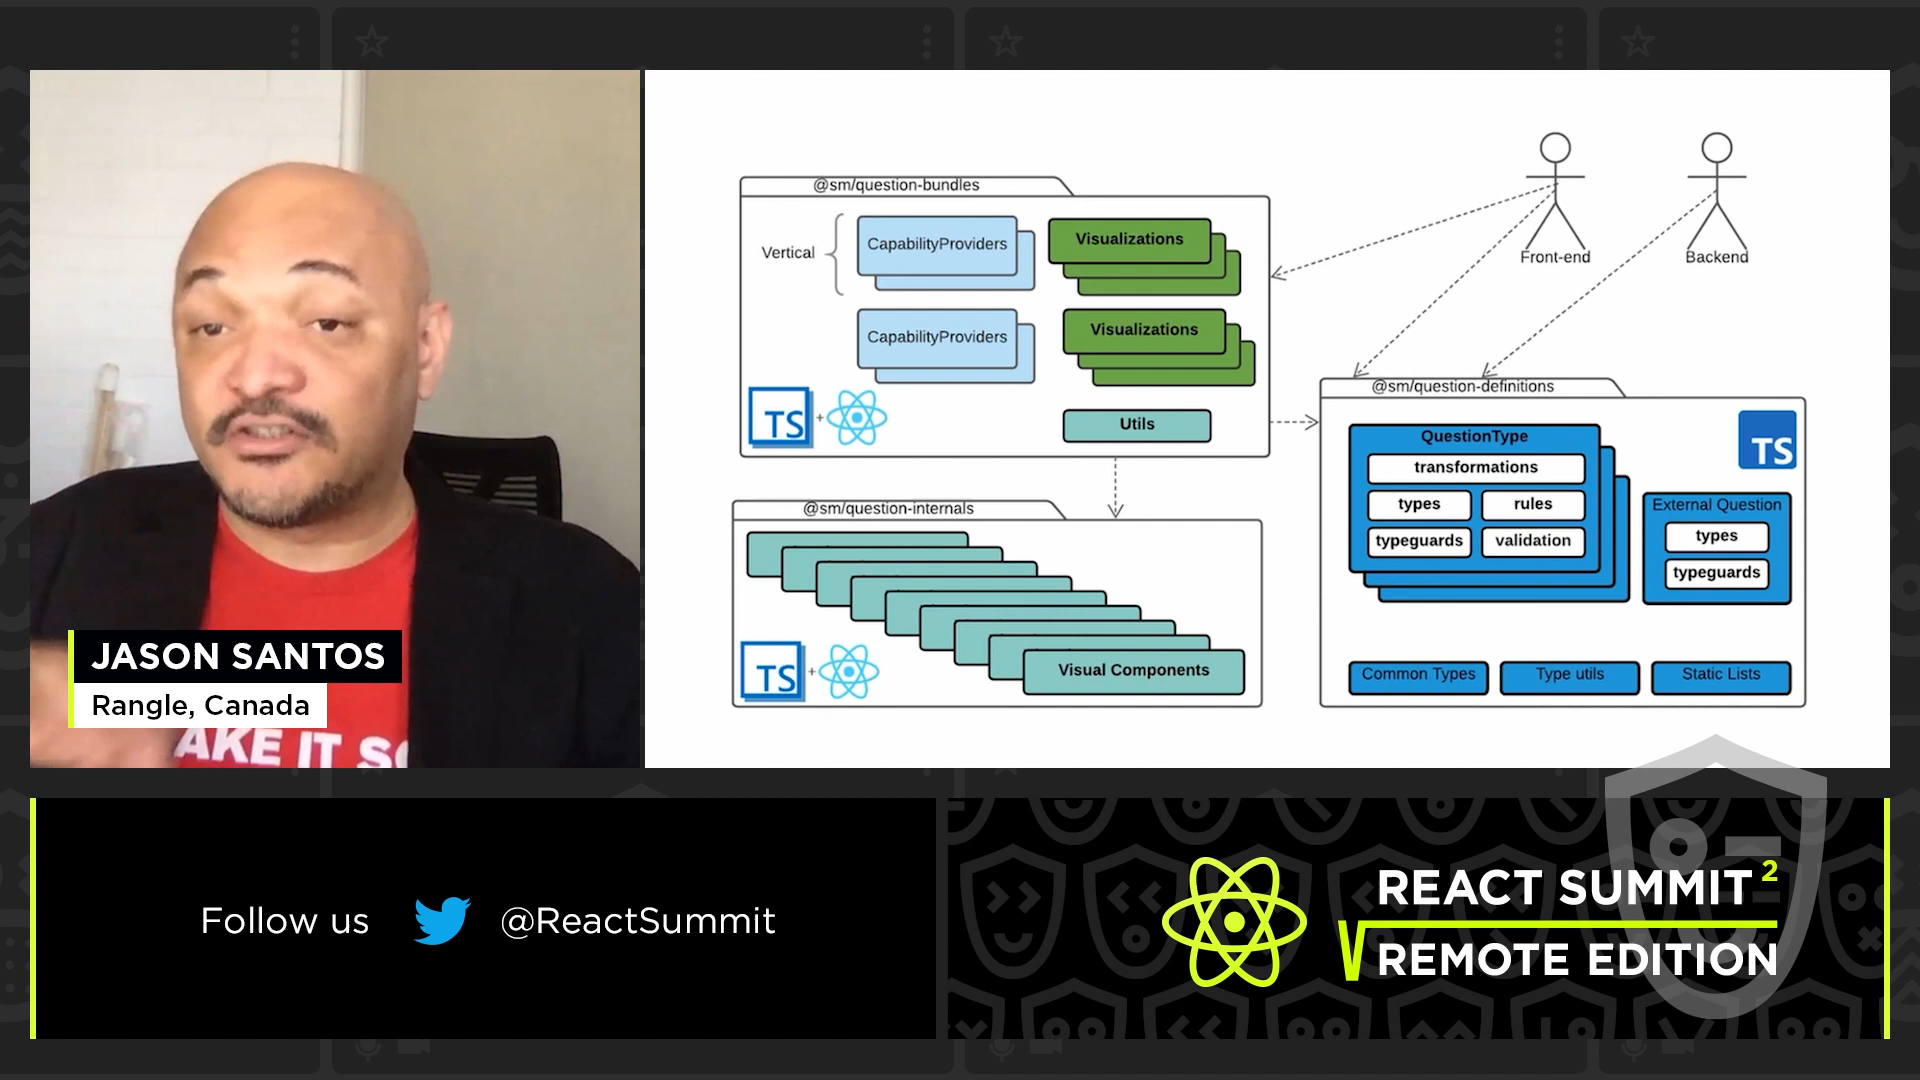 @sm/question-bundles
Vertical
CapabilityProviders
Visualizations
CapabilityProviders
Visualizations
TS
+
Utils
Front-end
Backend
@sm/question-internals
TS
+
Visual Components
@sm/question-definitions
TS
QuestionType
transformations
types
rules
typeguards
validation
External Question
types
typeguards
Common Types
Type utils
Static Lists
JASON SANTOS
Rangle, Canada
AKE IT SO
Follow us
@ReactSummit
REACT SUMMIT 2
REMOTE EDITION